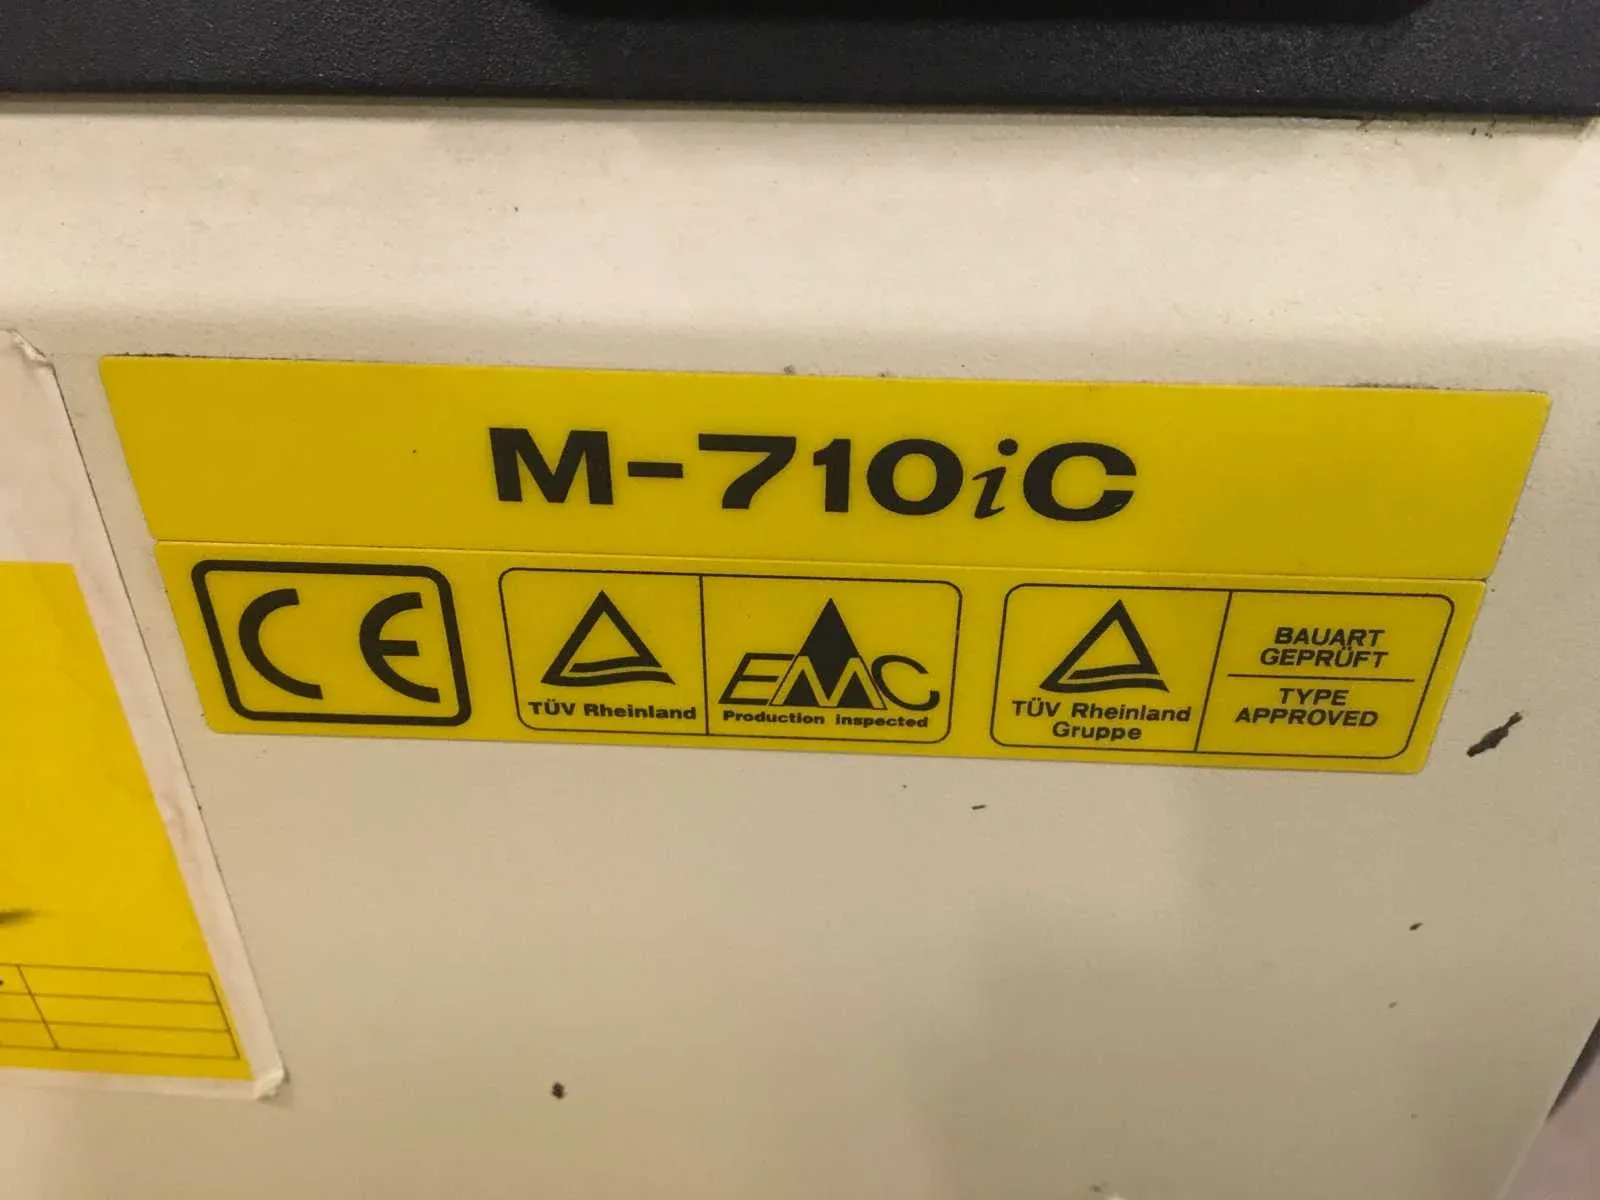 M-710iC
CE
TÜV Rheinland
EMC
Production inspected
TÜV Rheinland
Gruppe
BAUART
GEPRÜFT
TYPE
APPROVED